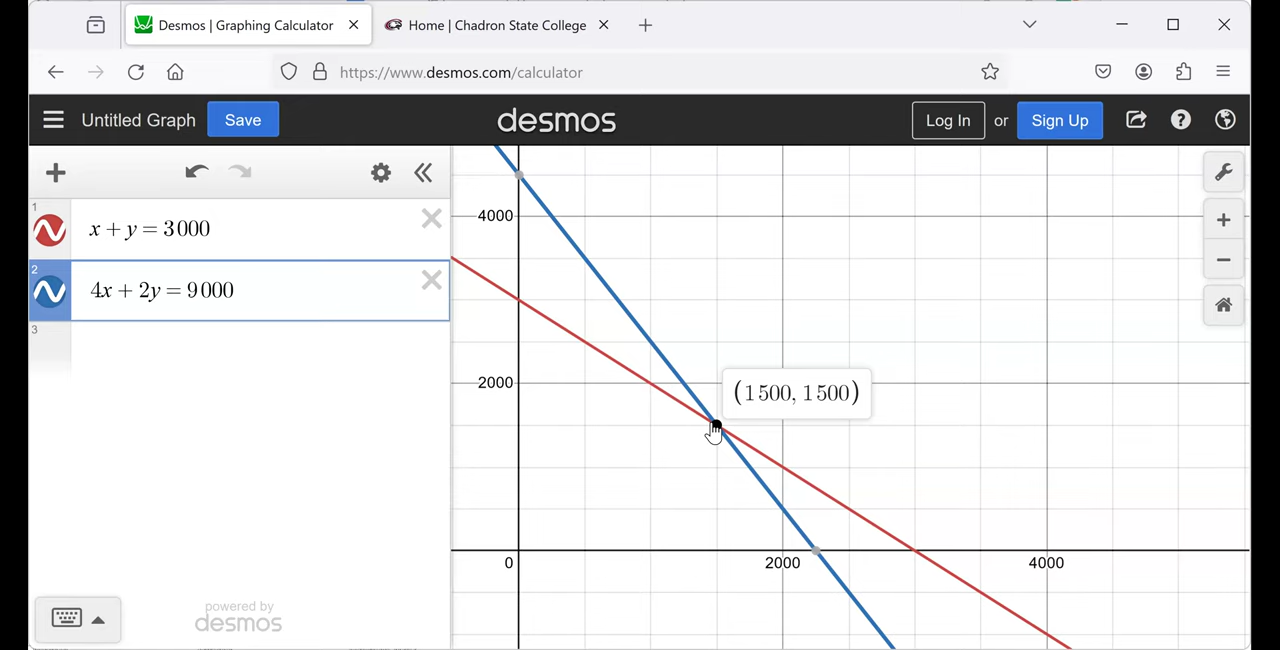 Desmos | Graphing Calculator
Home | Chadron State College
https://www.desmos.com/calculator
Untitled Graph
Save
desmos
Log In or Sign Up
1
x + y = 3000
2
4x + 2y = 9000
3
powered by
desmos
4000
2000
(1500, 1500)
0
2000
4000